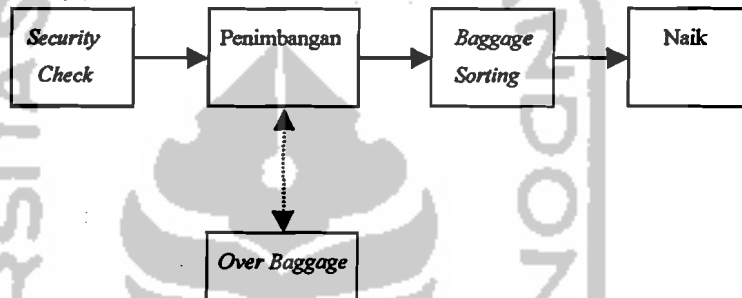 Security
Check
Penimbangan
Baggage
Sorting
Naik
Over Baggage